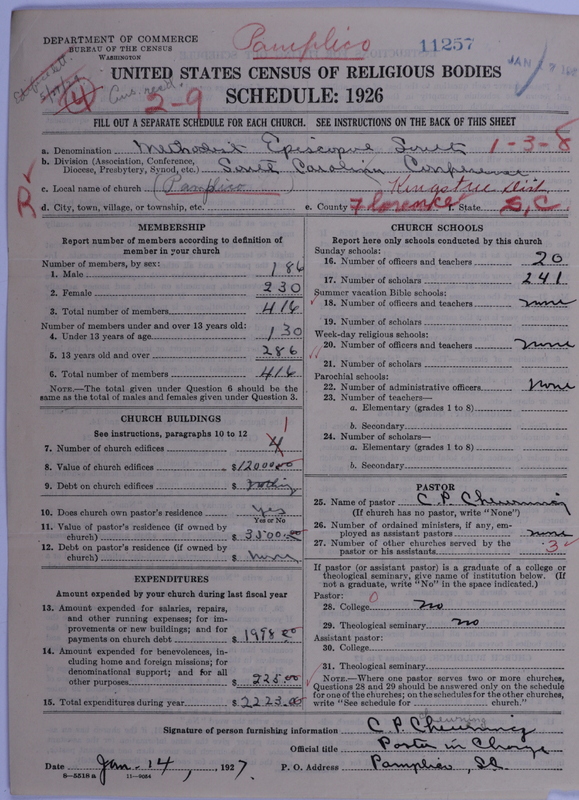 DEPARTMENT OF COMMERCE
BUREAU OF THE CENSUS
WASHINGTON
Pamplico
11257
JAN
4
2-9
UNITED STATES CENSUS OF RELIGIOUS BODIES
SCHEDULE: 1926
FILL OUT A SEPARATE SCHEDULE FOR EACH CHURCH. SEE INSTRUCTIONS ON THE BACK OF THIS SHEET
a. Denomination Methodist Episcopal South 1-3-8
b. Division (Association, Conference, Diocese, Presbytery, Synod, etc.) South Carolina Conference
c. Local name of church (Pamplico) Kingstree Dist
R
d. City, town, village, or township, etc. e. County Florence f. State S, C
MEMBERSHIP
Report number of members according to definition of
member in your church
Number of members, by sex:
1. Male 186
2. Female 230
3. Total number of members 416
Number of members under and over 13 years old:
4. Under 13 years of age 130
5. 13 years old and over 286
6. Total number of members 416
NOTE.—The total given under Question 6 should be the
same as the total of males and females given under Question 3.
CHURCH BUILDINGS
See instructions, paragraphs 10 to 12
7. Number of church edifices 4 1
8. Value of church edifices $12000.00
9. Debt on church edifices $ nothing
10. Does church own pastor's residence? Yes
Yes or No
11. Value of pastor's residence (if owned by
church) $ 3500.00
12. Debt on pastor's residence (if owned by
church) $ none
EXPENDITURES
Amount expended by your church during last fiscal year
13. Amount expended for salaries, repairs,
and other running expenses; for im-
provements or new buildings; and for
payments on church debt $ 1998.00
14. Amount expended for benevolences, in-
cluding home and foreign missions; for
denominational support; and for all
other purposes $ 225.00
15. Total expenditures during year $ 2223.00
CHURCH SCHOOLS
Report here only schools conducted by this church
Sunday schools:
16. Number of officers and teachers 20
17. Number of scholars 241
Summer vacation Bible schools:
18. Number of officers and teachers none
19. Number of scholars
Week-day religious schools:
20. Number of officers and teachers none
21. Number of scholars
Parochial schools:
22. Number of administrative officers none
23. Number of teachers—
a. Elementary (grades 1 to 8)
b. Secondary
24. Number of scholars—
a. Elementary (grades 1 to 8)
b. Secondary
PASTOR
25. Name of pastor C. P. Chewning
(If church has no pastor, write "None")
26. Number of ordained ministers, if any, em-
ployed as assistant pastors none
27. Number of other churches served by the
pastor or his assistants 3
If pastor (or assistant pastor) is a graduate of a college or
theological seminary, give name of institution below. (If
not a graduate, write "No" in the space indicated.)
Pastor: 0
28. College no
29. Theological seminary no
Assistant pastor:
30. College
31. Theological seminary
NOTE.—Where one pastor serves two or more churches,
Questions 28 and 29 should be answered only on the schedule
for one of the churches; on the schedules for the other churches,
write "See schedule for church."
Chewning
Signature of person furnishing information C. P. Chewning
Official title Pastor in Charge
Date Jan. 14, 1927. P. O. Address Pamplico, S.C.
8-5518 a 11-9064